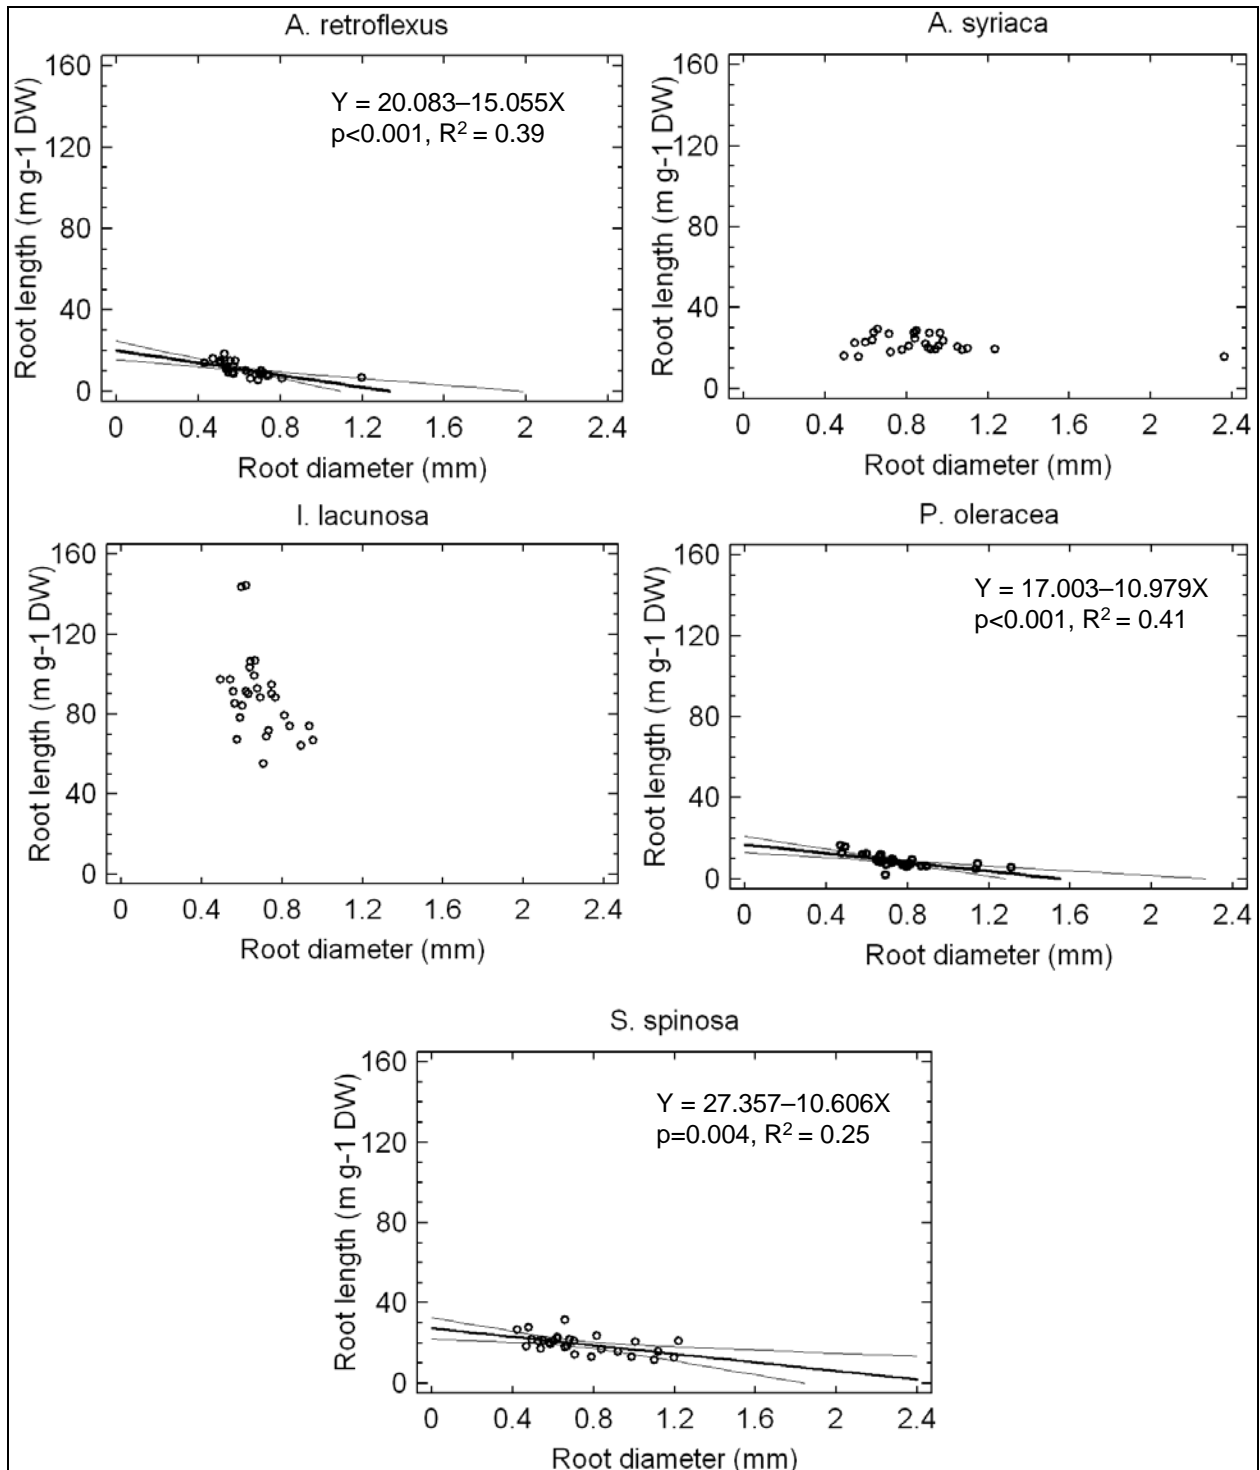 A. retroflexus
Root length (m g-1 DW)
160
120
80
40
0
Y = 20.083–15.055X
p<0.001, R² = 0.39
0 0.4 0.8 1.2 1.6 2 2.4
Root diameter (mm)
A. syriaca
Root length (m g-1 DW)
160
120
80
40
0
0 0.4 0.8 1.2 1.6 2 2.4
Root diameter (mm)
I. lacunosa
Root length (m g-1 DW)
160
120
80
40
0
0 0.4 0.8 1.2 1.6 2 2.4
Root diameter (mm)
P. oleracea
Root length (m g-1 DW)
160
120
80
40
0
Y = 17.003–10.979X
p<0.001, R² = 0.41
0 0.4 0.8 1.2 1.6 2 2.4
Root diameter (mm)
S. spinosa
Root length (m g-1 DW)
160
120
80
40
0
Y = 27.357–10.606X
p=0.004, R² = 0.25
0 0.4 0.8 1.2 1.6 2 2.4
Root diameter (mm)